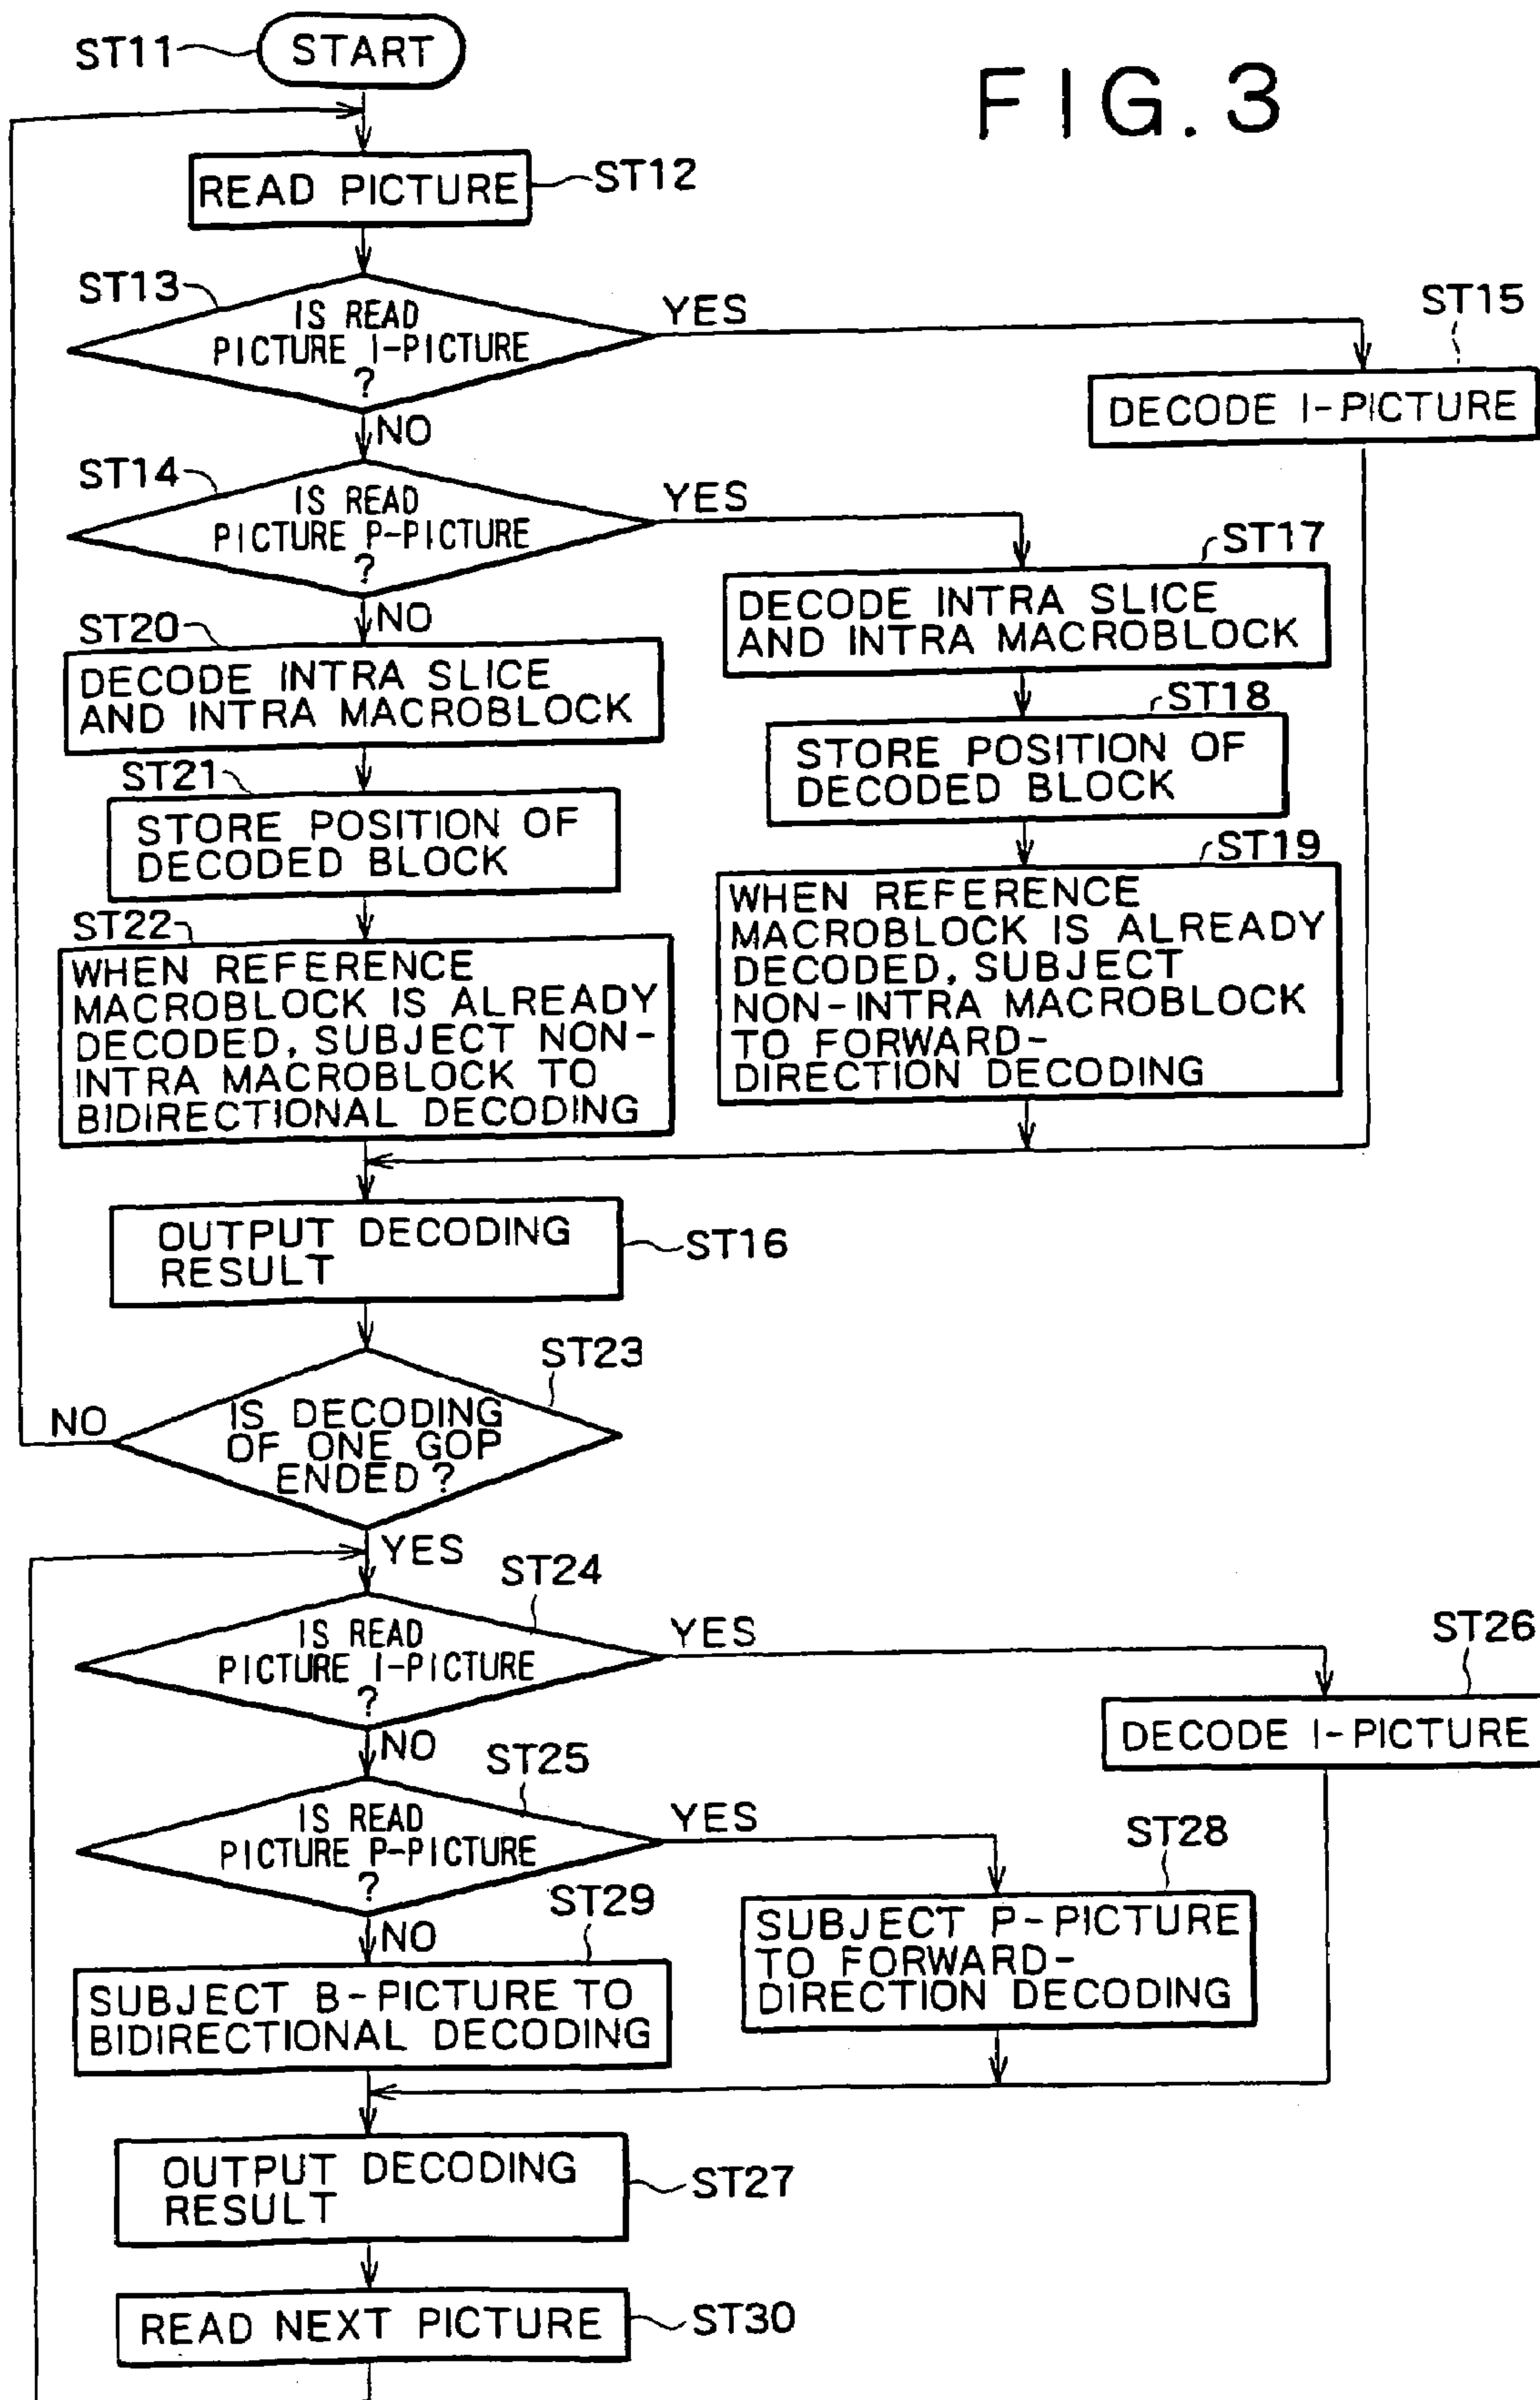 FIG. 3
ST11
START
READ PICTURE
ST12
ST13
IS READ
PICTURE I-PICTURE
?
YES
NO
ST15
DECODE I-PICTURE
ST14
IS READ
PICTURE P-PICTURE
?
YES
NO
ST17
DECODE INTRA SLICE
AND INTRA MACROBLOCK
ST18
STORE POSITION OF
DECODED BLOCK
ST19
WHEN REFERENCE
MACROBLOCK IS ALREADY
DECODED, SUBJECT
NON-INTRA MACROBLOCK
TO FORWARD-
DIRECTION DECODING
ST20
DECODE INTRA SLICE
AND INTRA MACROBLOCK
ST21
STORE POSITION OF
DECODED BLOCK
ST22
WHEN REFERENCE
MACROBLOCK IS ALREADY
DECODED, SUBJECT NON-
INTRA MACROBLOCK TO
BIDIRECTIONAL DECODING
OUTPUT DECODING
RESULT
ST16
ST23
IS DECODING
OF ONE GOP
ENDED?
NO
YES
ST24
IS READ
PICTURE I-PICTURE
?
YES
NO
ST26
DECODE I-PICTURE
ST25
IS READ
PICTURE P-PICTURE
?
YES
NO
ST28
SUBJECT P-PICTURE
TO FORWARD-
DIRECTION DECODING
ST29
SUBJECT B-PICTURE TO
BIDIRECTIONAL DECODING
OUTPUT DECODING
RESULT
ST27
READ NEXT PICTURE
ST30